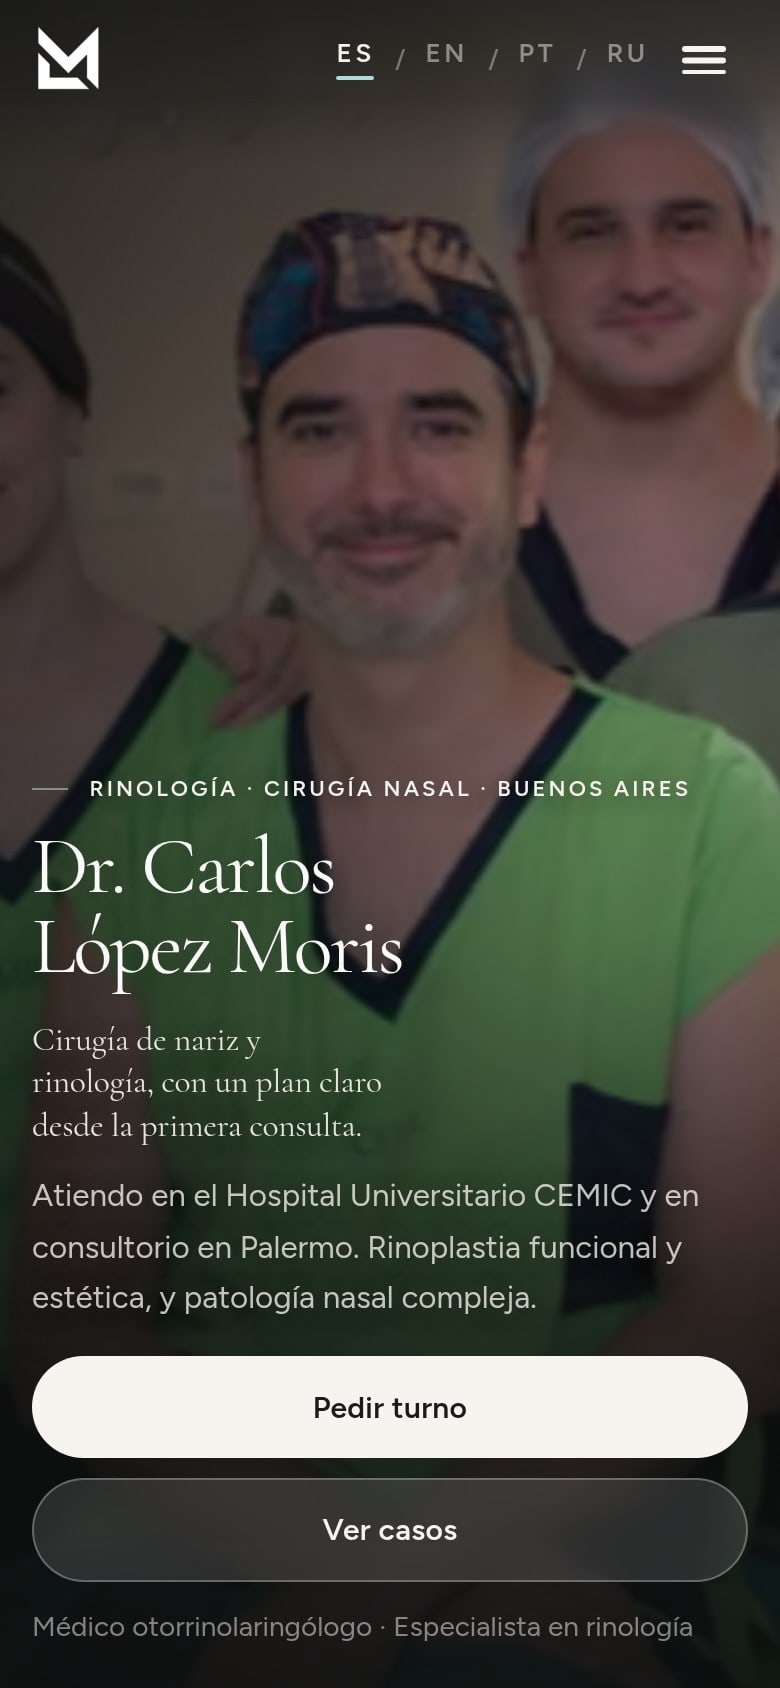 ES / EN / PT / RU
RINOLOGÍA · CIRUGÍA NASAL · BUENOS AIRES
Dr. Carlos
López Moris
Cirugía de nariz y
rinología, con un plan claro
desde la primera consulta.
Atiendo en el Hospital Universitario CEMIC y en
consultorio en Palermo. Rinoplastia funcional y
estética, y patología nasal compleja.
Pedir turno
Ver casos
Médico otorrinolaringólogo · Especialista en rinología